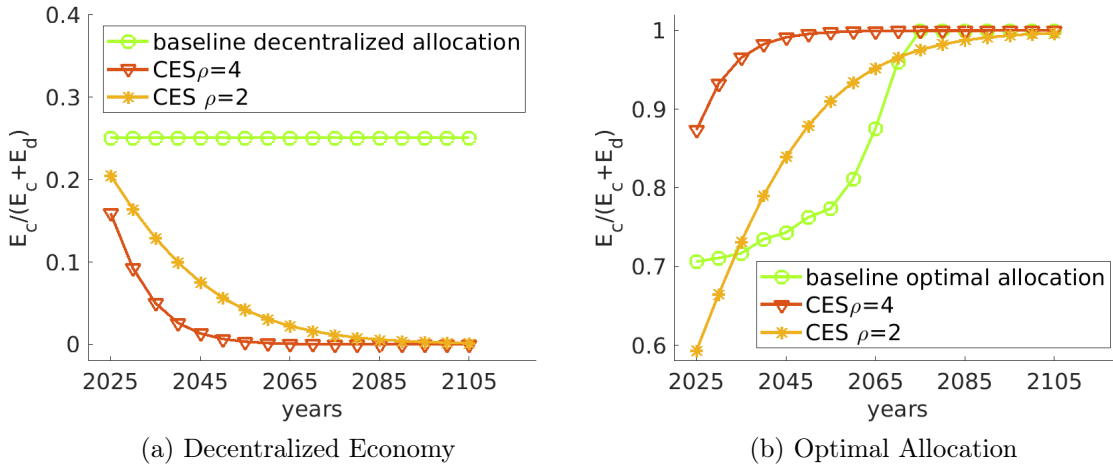 0.4
0.3
0.2
0.1
0
E_c/(E_c+E_d)
baseline decentralized allocation
CESρ=4
CES ρ=2
2025 2045 2065 2085 2105
years
(a) Decentralized Economy
1
0.9
0.8
0.7
0.6
E_c/(E_c+E_d)
baseline optimal allocation
CESρ=4
CES ρ=2
2025 2045 2065 2085 2105
years
(b) Optimal Allocation